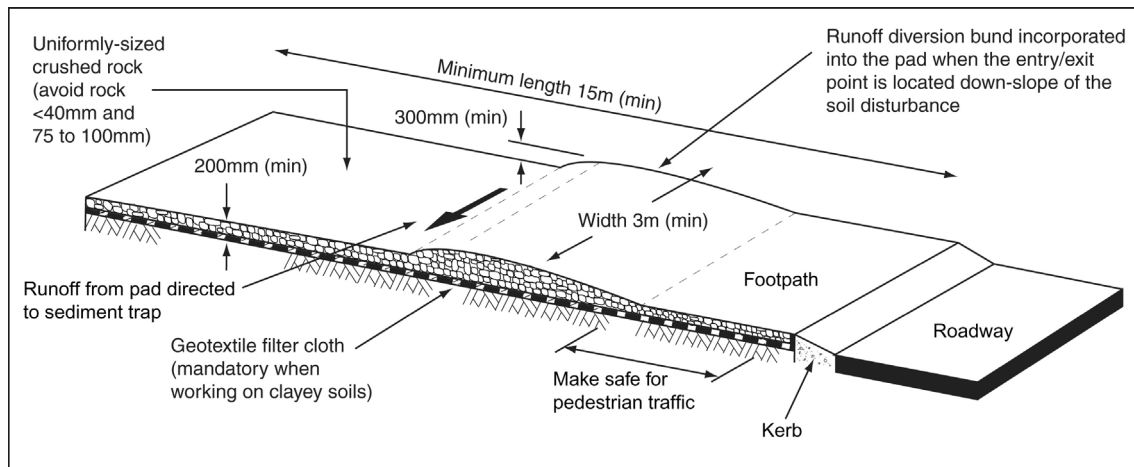 Uniformly-sized
crushed rock
(avoid rock
<40mm and
75 to 100mm)
Minimum length 15m (min)
Runoff diversion bund incorporated
into the pad when the entry/exit
point is located down-slope of the
soil disturbance
300mm (min)
200mm (min)
Width 3m (min)
Runoff from pad directed
to sediment trap
Footpath
Roadway
Geotextile filter cloth
(mandatory when
working on clayey soils)
Make safe for
pedestrian traffic
Kerb